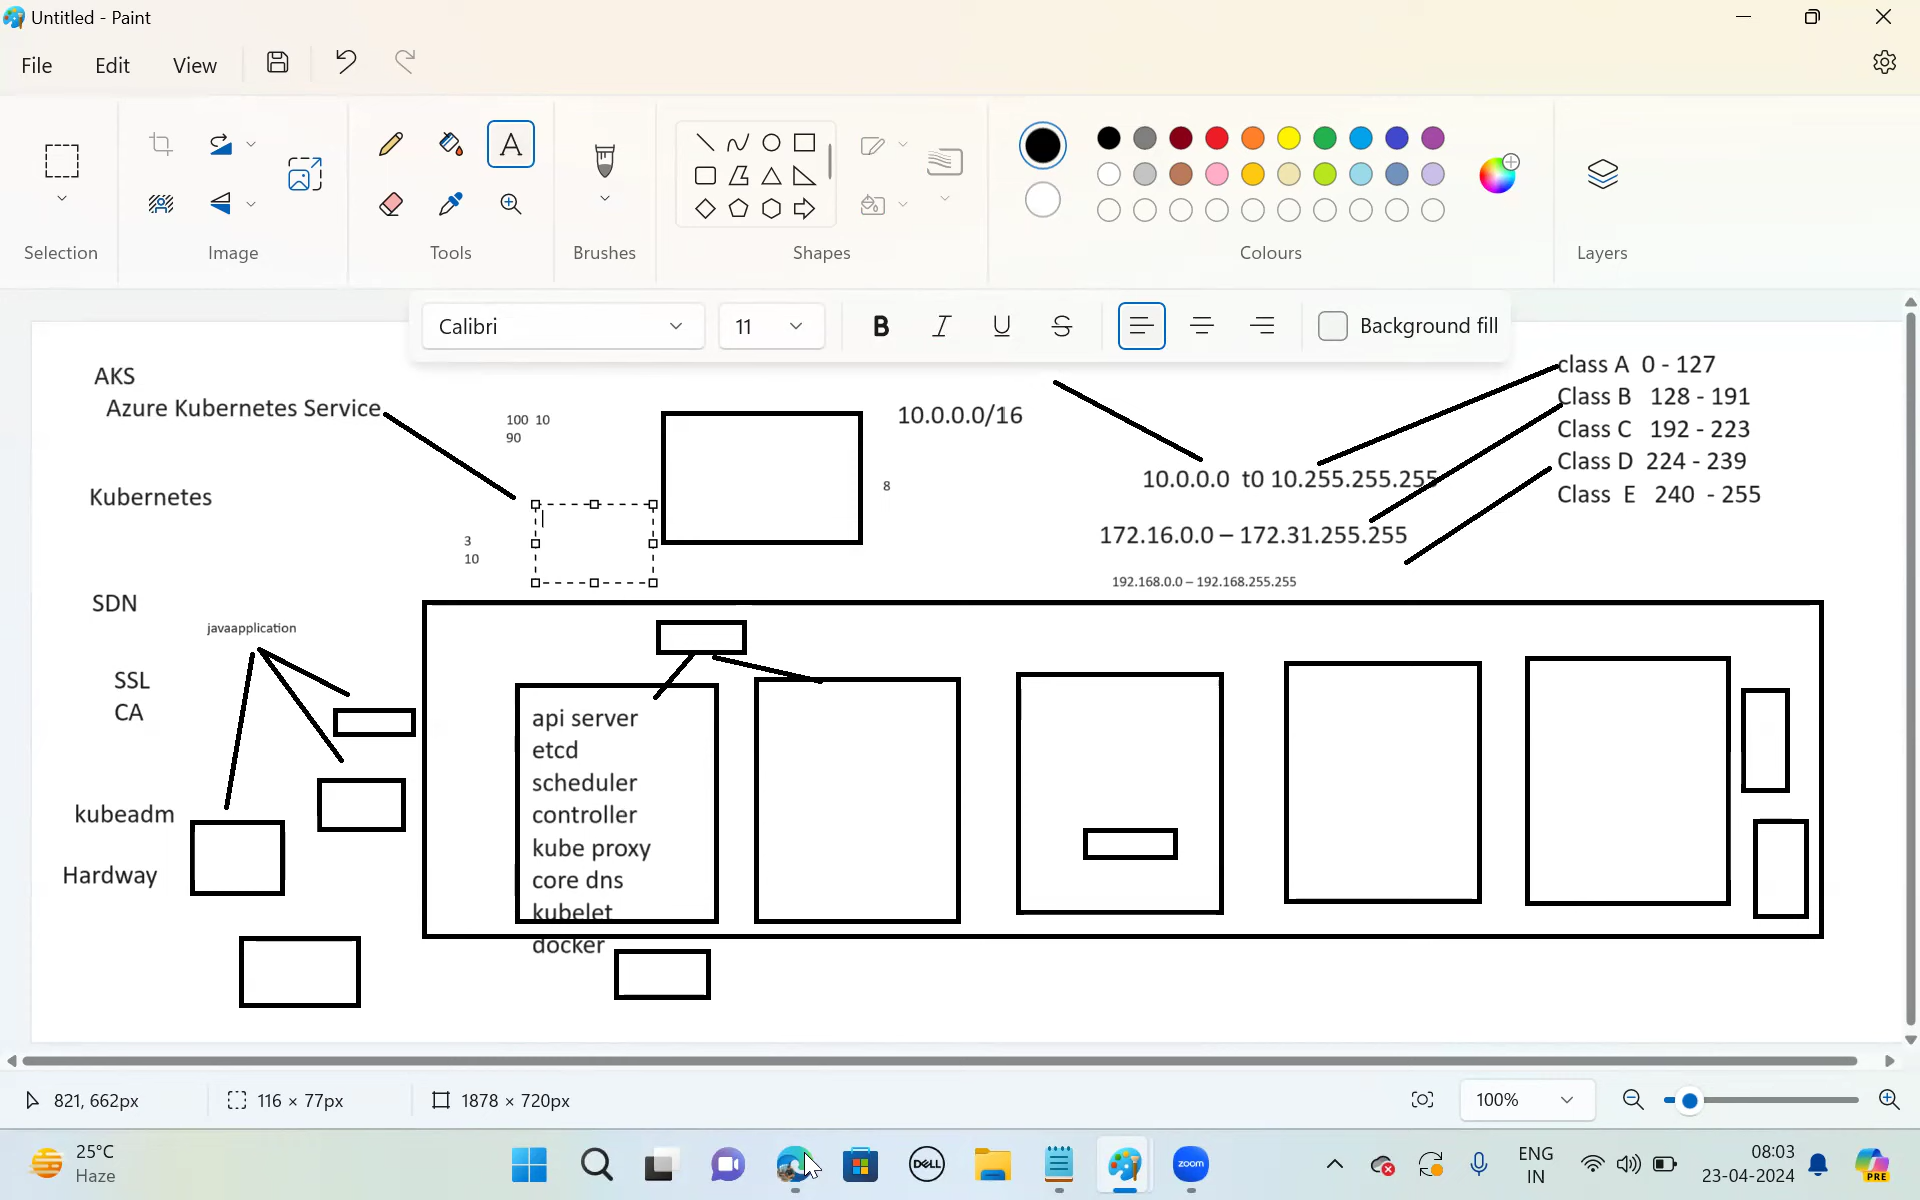 Untitled - Paint
File Edit View
Selection Image Tools Brushes Shapes Colours Layers
Calibri 11 B I U S Background fill
AKS
Azure Kubernetes Service
100 10
90
10.0.0.0/16
class A 0 - 127
Class B 128 - 191
Class C 192 - 223
Class D 224 - 239
Class E 240 - 255
Kubernetes
8
10.0.0.0 t0 10.255.255.255
3
10
172.16.0.0 – 172.31.255.255
192.168.0.0 – 192.168.255.255
SDN
javaapplication
SSL
CA
api server
etcd
scheduler
controller
kube proxy
core dns
kubelet
docker
kubeadm
Hardway
821, 662px 116 × 77px 1878 × 720px 100%
25°C
Haze
DELL
zoom
ENG
IN
08:03
23-04-2024
PRE